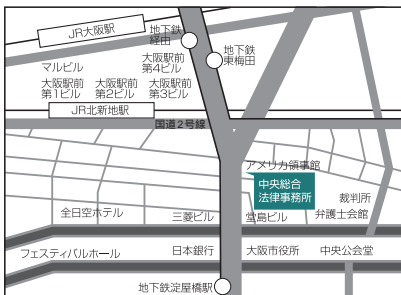 JR大阪駅
地下鉄
経田
地下鉄
東梅田
マルビル
大阪駅前
第4ビル
大阪駅前
第1ビル
大阪駅前
第2ビル
大阪駅前
第3ビル
JR北新地駅
国道2号線
アメリカ領事館
中央総合
法律事務所
裁判所
全日空ホテル
三菱ビル
堂島ビル
弁護士会館
フェスティバルホール
日本銀行
大阪市役所
中央公会堂
地下鉄淀屋橋駅